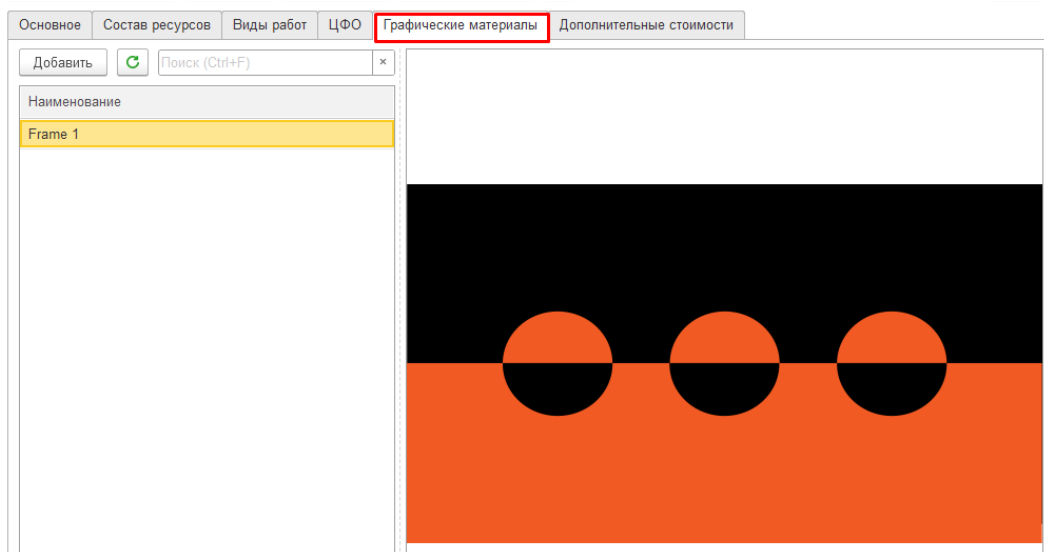 Основное Состав ресурсов Виды работ ЦФО Графические материалы Дополнительные стоимости
Добавить Поиск (Ctrl+F) ×
Наименование
Frame 1